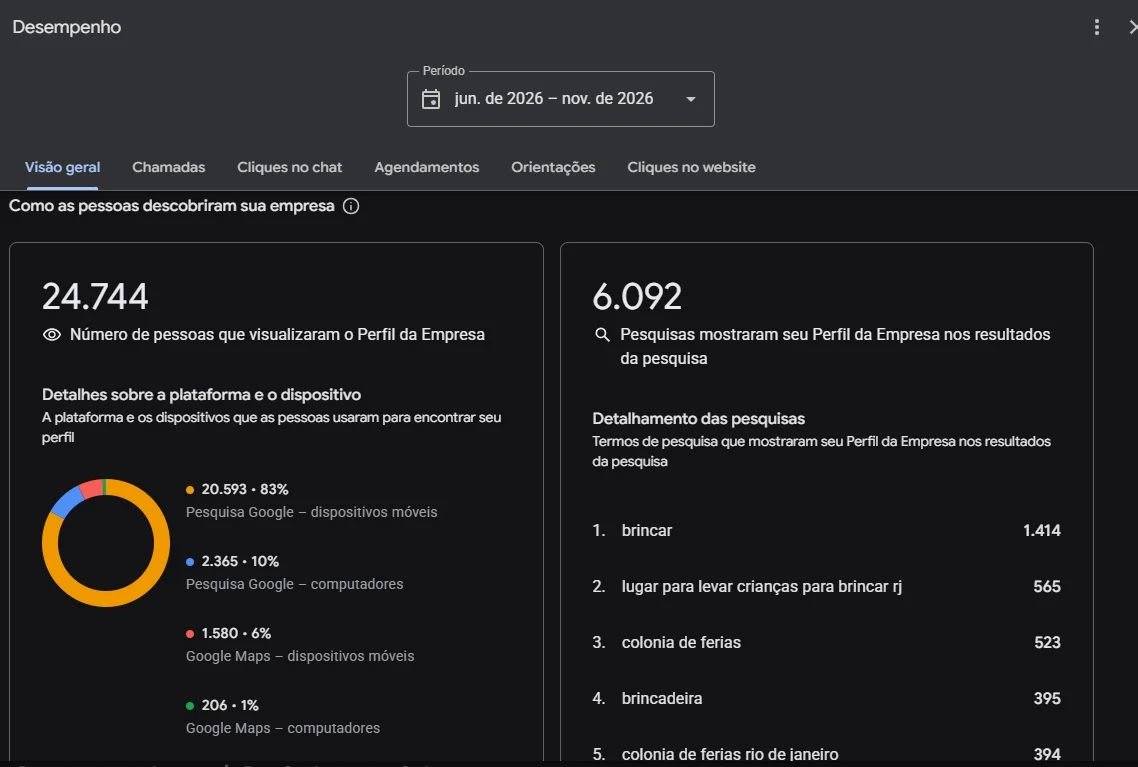 Desempenho
Período
jun. de 2026 – nov. de 2026
Visão geral
Chamadas
Cliques no chat
Agendamentos
Orientações
Cliques no website
Como as pessoas descobriram sua empresa
24.744
Número de pessoas que visualizaram o Perfil da Empresa
Detalhes sobre a plataforma e o dispositivo
A plataforma e os dispositivos que as pessoas usaram para encontrar seu
perfil
20.593 • 83%
Pesquisa Google – dispositivos móveis
2.365 • 10%
Pesquisa Google – computadores
1.580 • 6%
Google Maps – dispositivos móveis
206 • 1%
Google Maps – computadores
6.092
Pesquisas mostraram seu Perfil da Empresa nos resultados
da pesquisa
Detalhamento das pesquisas
Termos de pesquisa que mostraram seu Perfil da Empresa nos resultados
da pesquisa
1. brincar 1.414
2. lugar para levar crianças para brincar rj 565
3. colonia de ferias 523
4. brincadeira 395
5. colonia de ferias rio de janeiro 394